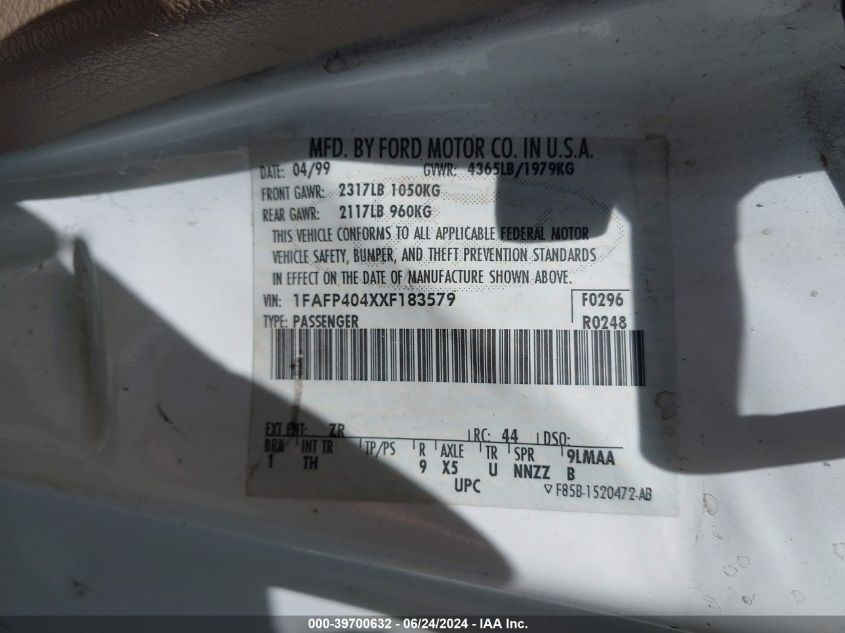 MFD. BY FORD MOTOR CO. IN U.S.A.
DATE: 04/99 GVWR: 4365LB/1979KG
FRONT GAWR: 2317LB 1050KG
REAR GAWR: 2117LB 960KG
THIS VEHICLE CONFORMS TO ALL APPLICABLE FEDERAL MOTOR
VEHICLE SAFETY, BUMPER, AND THEFT PREVENTION STANDARDS
IN EFFECT ON THE DATE OF MANUFACTURE SHOWN ABOVE.
VIN: 1FAFP404XXF183579 F0296
TYPE: PASSENGER R0248
EXT PNT: ZR RC: 44 DSO:
BRK INT TR TP/PS R AXLE TR SPR 9LMAA
1 TH 9 X5 U NNZZ B
UPC ▽F85B-1520472-AB
000-39700632 - 06/24/2024 - IAA Inc.